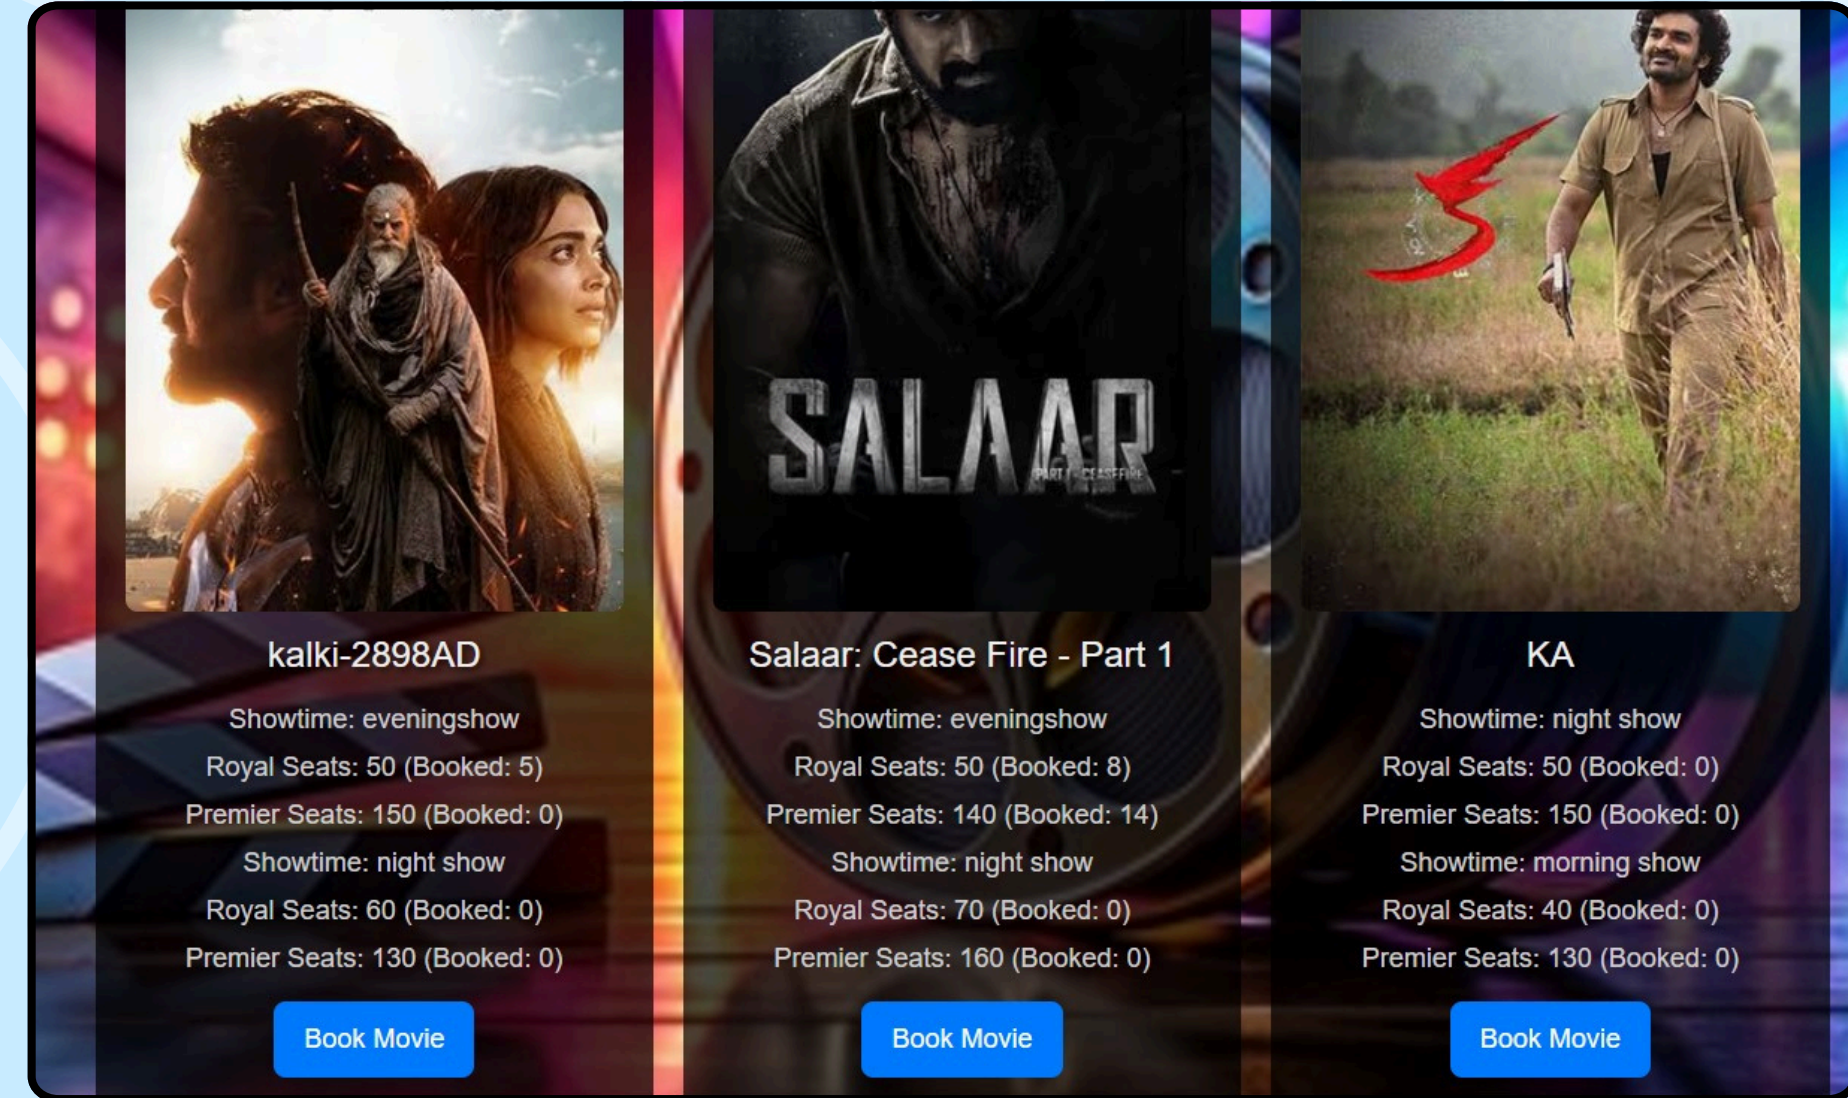 SALAAR
PART 1 - CEASEFIRE
kalki-2898AD
Showtime: eveningshow
Royal Seats: 50 (Booked: 5)
Premier Seats: 150 (Booked: 0)
Showtime: night show
Royal Seats: 60 (Booked: 0)
Premier Seats: 130 (Booked: 0)
Book Movie
Salaar: Cease Fire - Part 1
Showtime: eveningshow
Royal Seats: 50 (Booked: 8)
Premier Seats: 140 (Booked: 14)
Showtime: night show
Royal Seats: 70 (Booked: 0)
Premier Seats: 160 (Booked: 0)
Book Movie
KA
Showtime: night show
Royal Seats: 50 (Booked: 0)
Premier Seats: 150 (Booked: 0)
Showtime: morning show
Royal Seats: 40 (Booked: 0)
Premier Seats: 130 (Booked: 0)
Book Movie